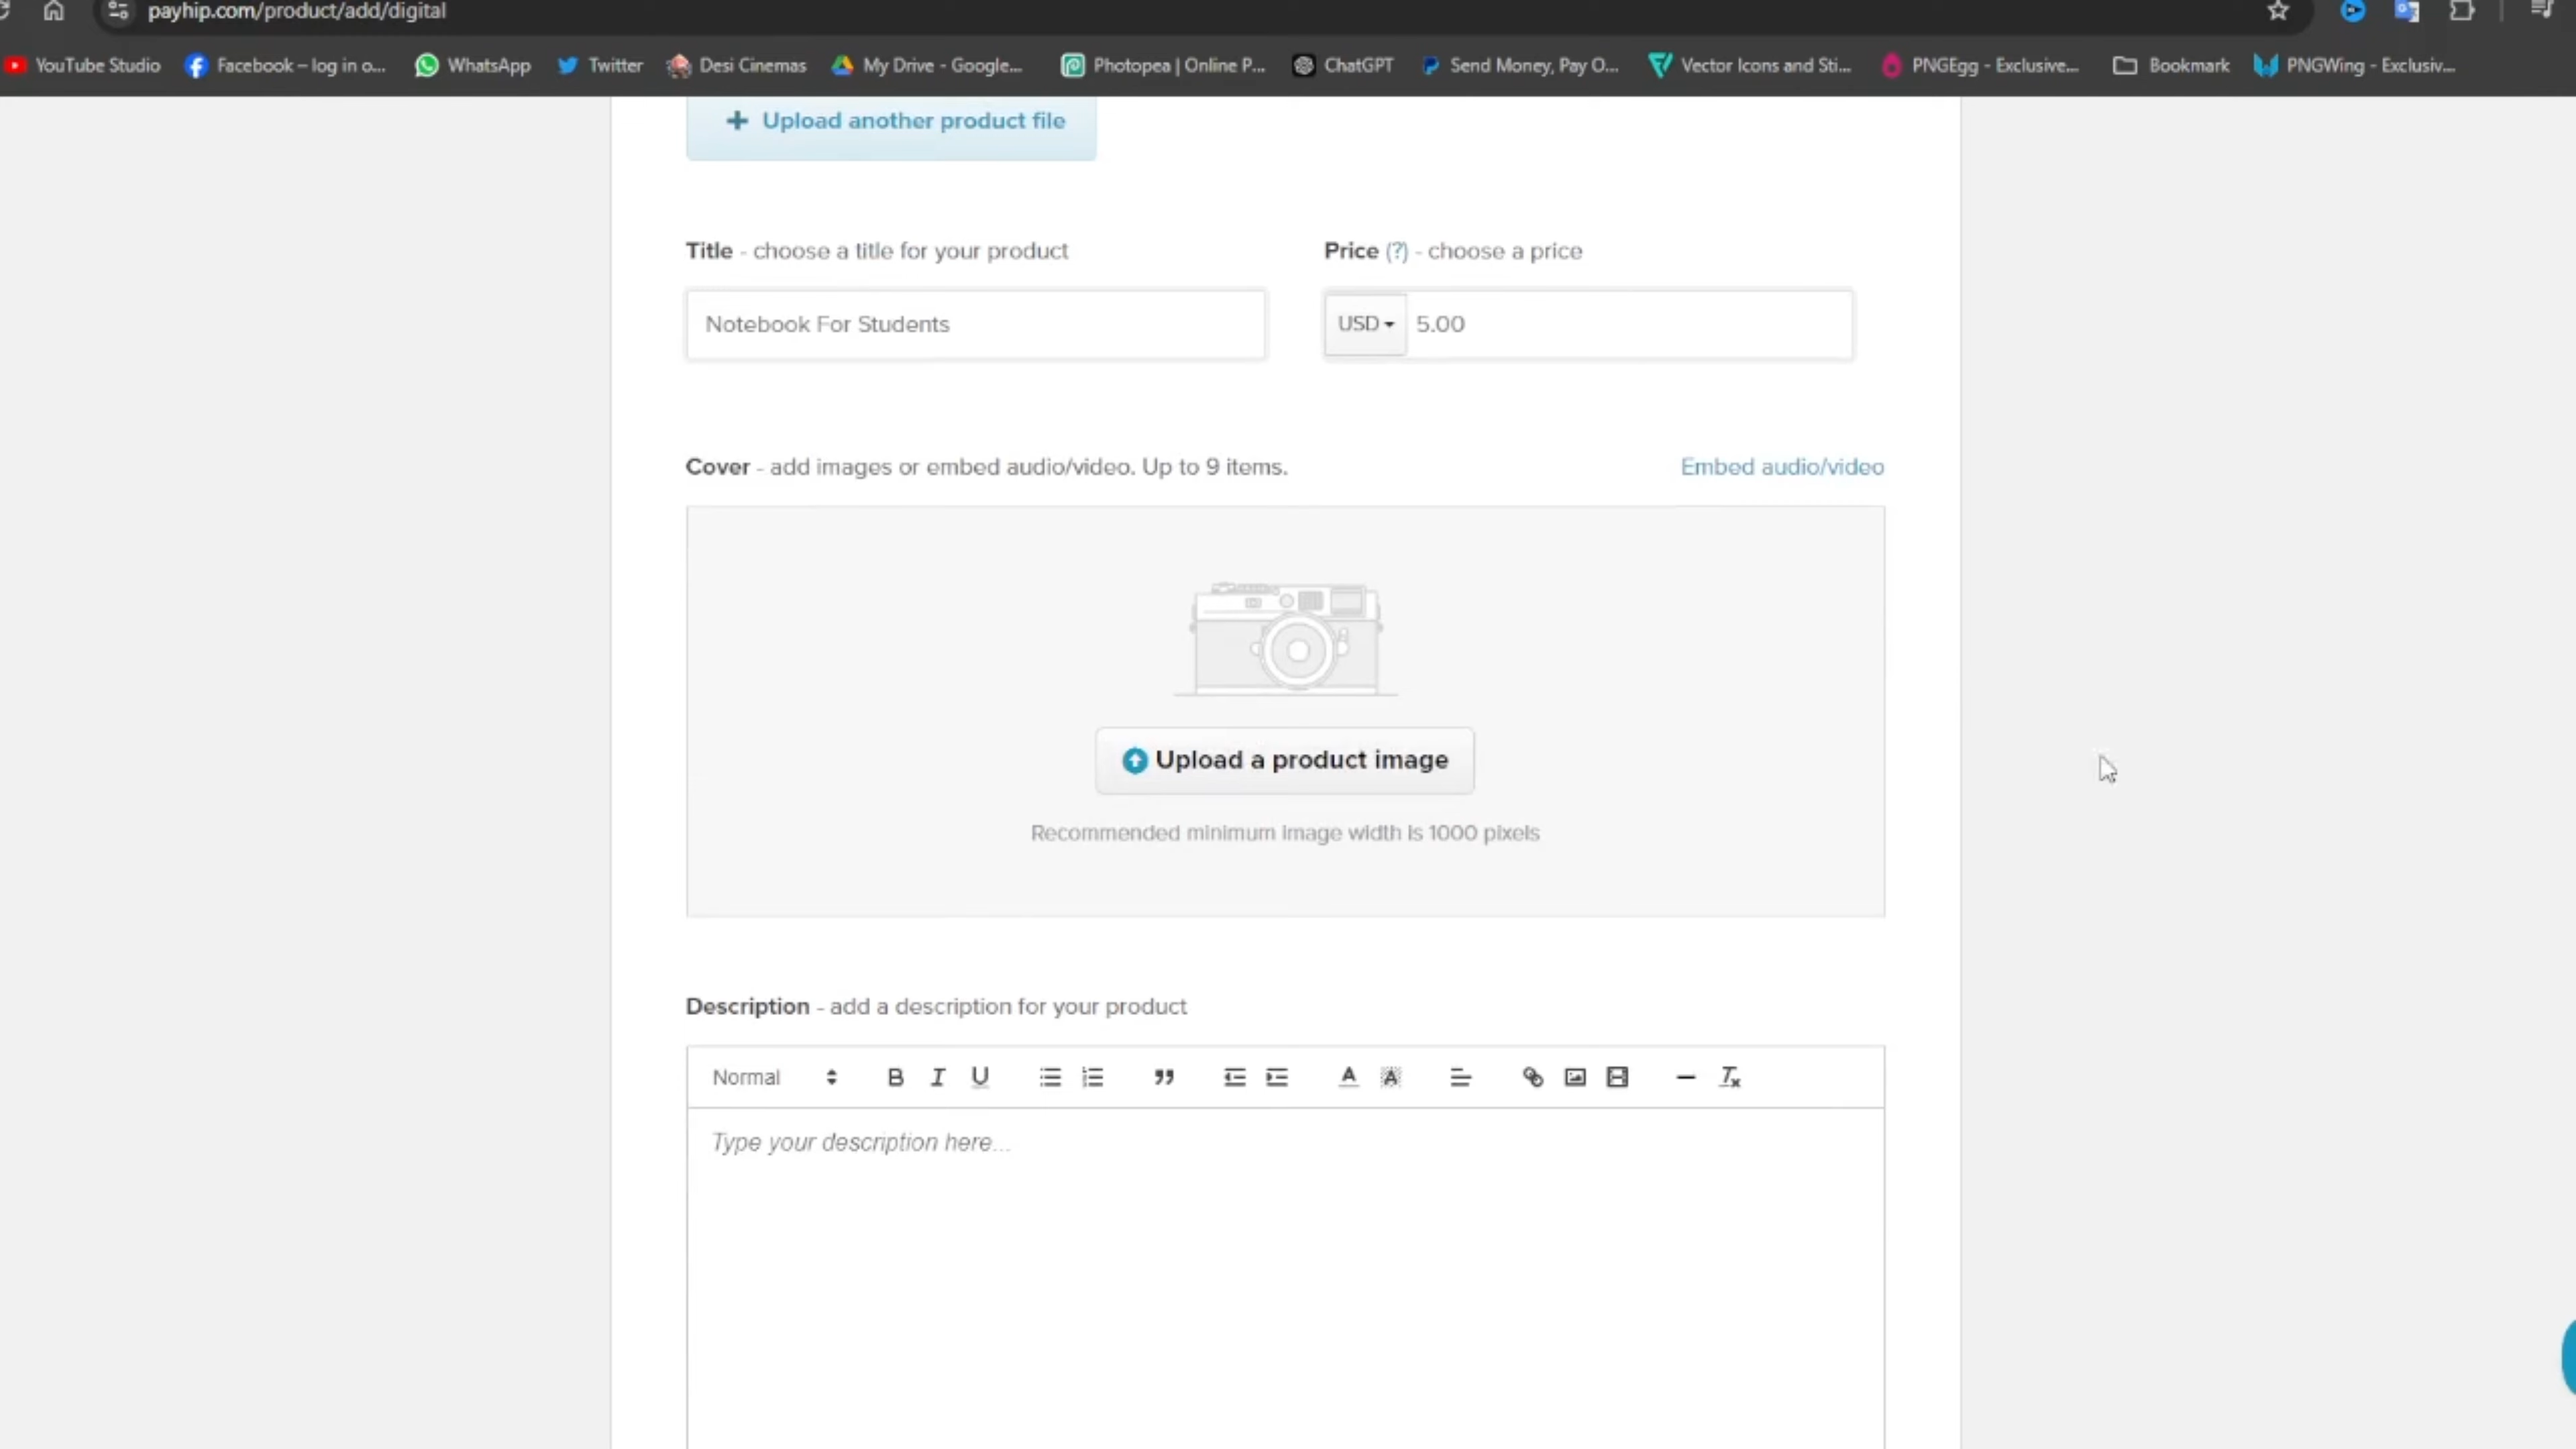 payhip.com/product/add/digital
YouTube Studio Facebook – log in o... WhatsApp Twitter Desi Cinemas My Drive - Google... Photopea | Online P... ChatGPT Send Money, Pay O... Vector Icons and Sti... PNGEgg - Exclusive... Bookmark PNGWing - Exclusiv...
+ Upload another product file
Title - choose a title for your product Price (?) - choose a price
Notebook For Students USD 5.00
Cover - add images or embed audio/video. Up to 9 items. Embed audio/video
Upload a product image
Recommended minimum image width is 1000 pixels
Description - add a description for your product
Normal B I U A A Tx
Type your description here...